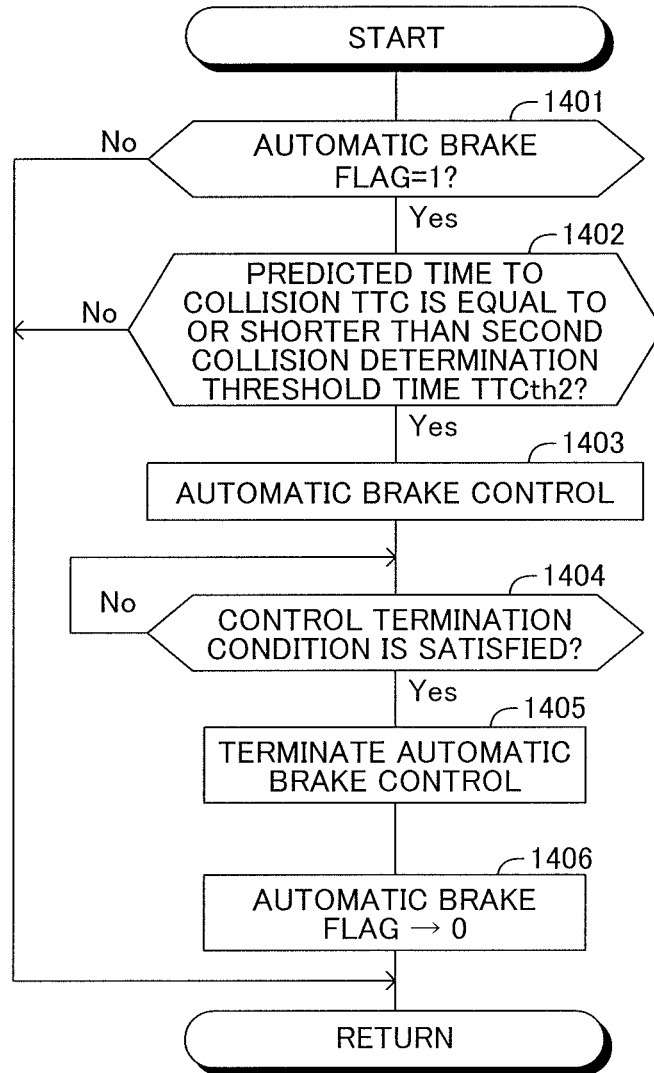 START
1401
No
AUTOMATIC BRAKE
FLAG=1?
Yes
1402
No
PREDICTED TIME TO
COLLISION TTC IS EQUAL TO
OR SHORTER THAN SECOND
COLLISION DETERMINATION
THRESHOLD TIME TTCth2?
Yes
1403
AUTOMATIC BRAKE CONTROL
1404
No
CONTROL TERMINATION
CONDITION IS SATISFIED?
Yes
1405
TERMINATE AUTOMATIC
BRAKE CONTROL
1406
AUTOMATIC BRAKE
FLAG → 0
RETURN